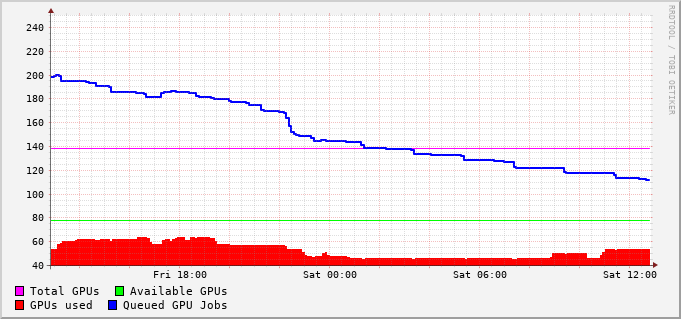 RRDTOOL / TOBI OETIKER
240
220
200
180
160
140
120
100
80
60
40
Fri 18:00 Sat 00:00 Sat 06:00 Sat 12:00
Total GPUs Available GPUs
GPUs used Queued GPU Jobs